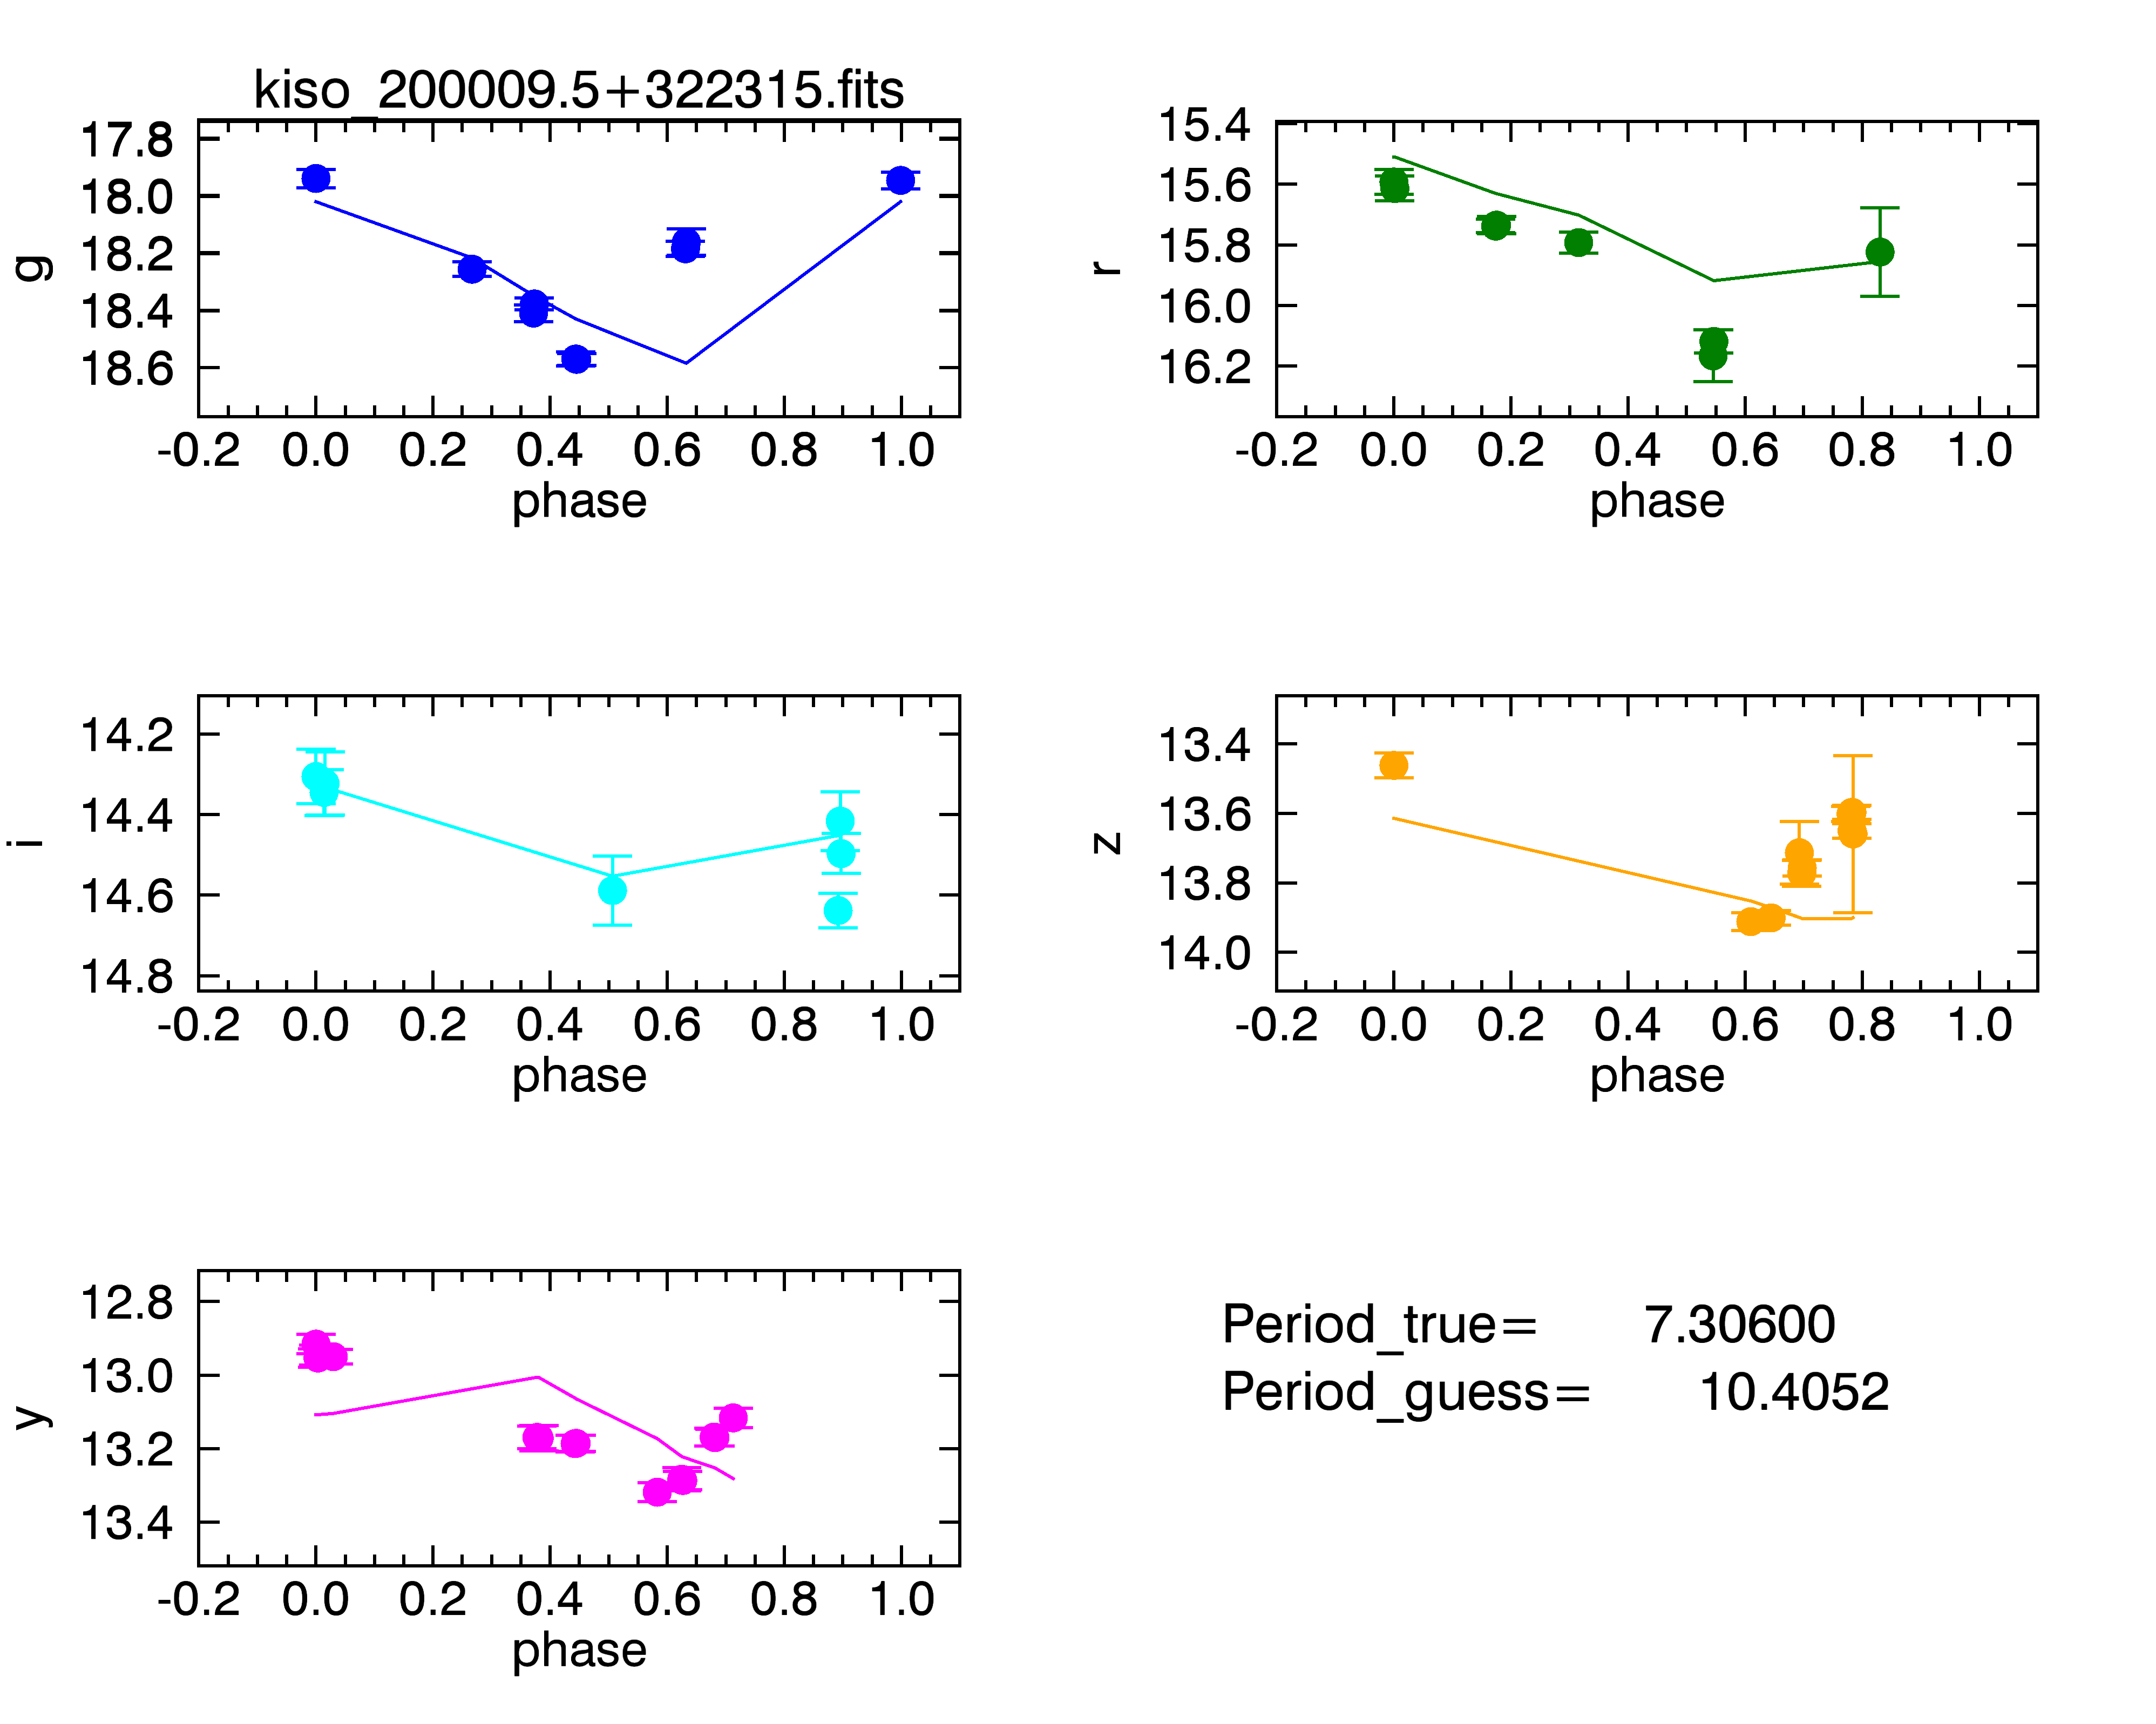 kiso_200009.5+322315.fits
17.8
18.0
18.2
18.4
18.6
g
-0.2 0.0 0.2 0.4 0.6 0.8 1.0
phase
15.4
15.6
15.8
16.0
16.2
r
-0.2 0.0 0.2 0.4 0.6 0.8 1.0
phase
14.2
14.4
14.6
14.8
i
-0.2 0.0 0.2 0.4 0.6 0.8 1.0
phase
13.4
13.6
13.8
14.0
z
-0.2 0.0 0.2 0.4 0.6 0.8 1.0
phase
12.8
13.0
13.2
13.4
y
-0.2 0.0 0.2 0.4 0.6 0.8 1.0
phase
Period_true= 7.30600
Period_guess= 10.4052